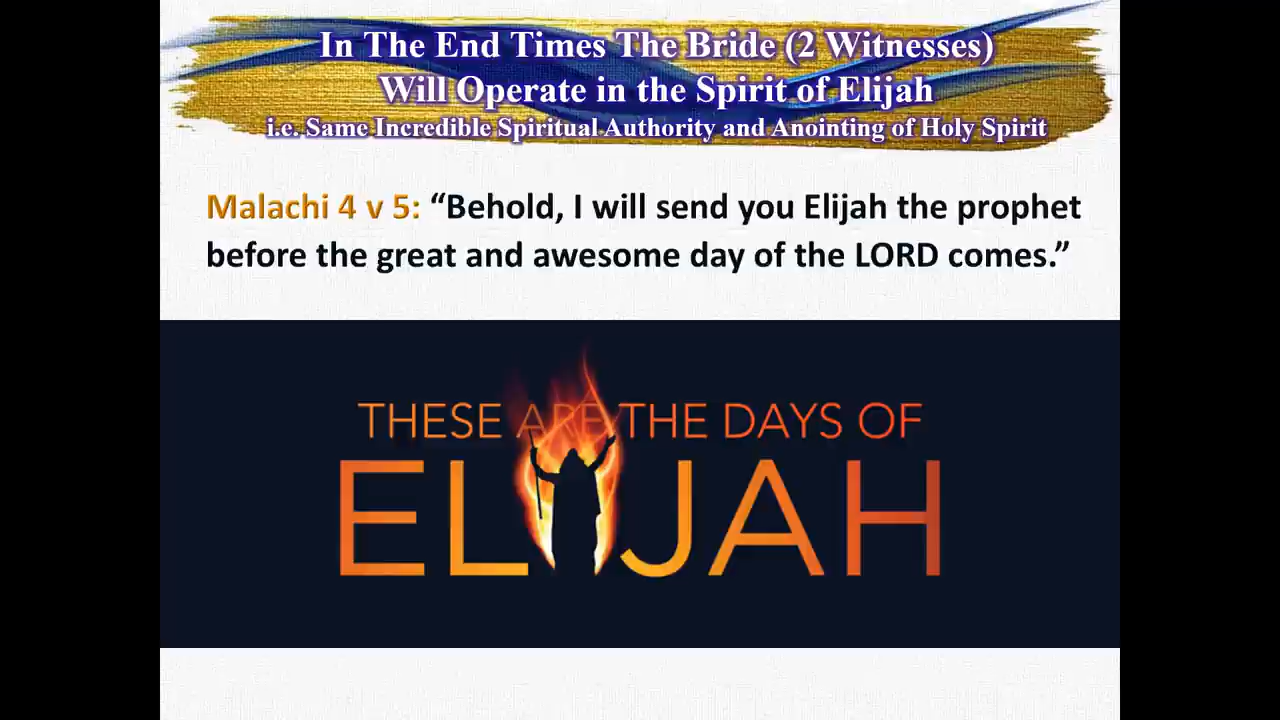 In The End Times The Bride (2 Witnesses)
Will Operate in the Spirit of Elijah
i.e. Same Incredible Spiritual Authority and Anointing of Holy Spirit
Malachi 4 v 5: “Behold, I will send you Elijah the prophet
before the great and awesome day of the LORD comes.”
THESE ARE THE DAYS OF
ELIJAH